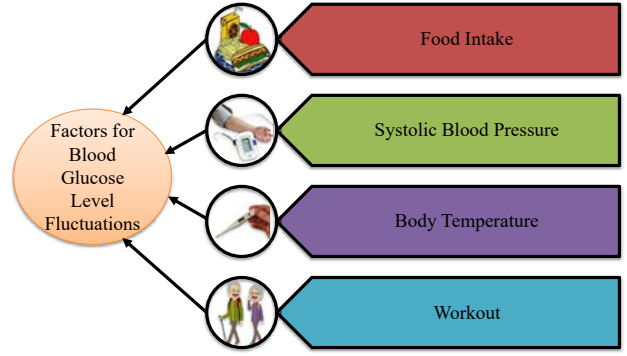 Food Intake
Factors for
Blood
Glucose
Level
Fluctuations
Systolic Blood Pressure
Body Temperature
Workout